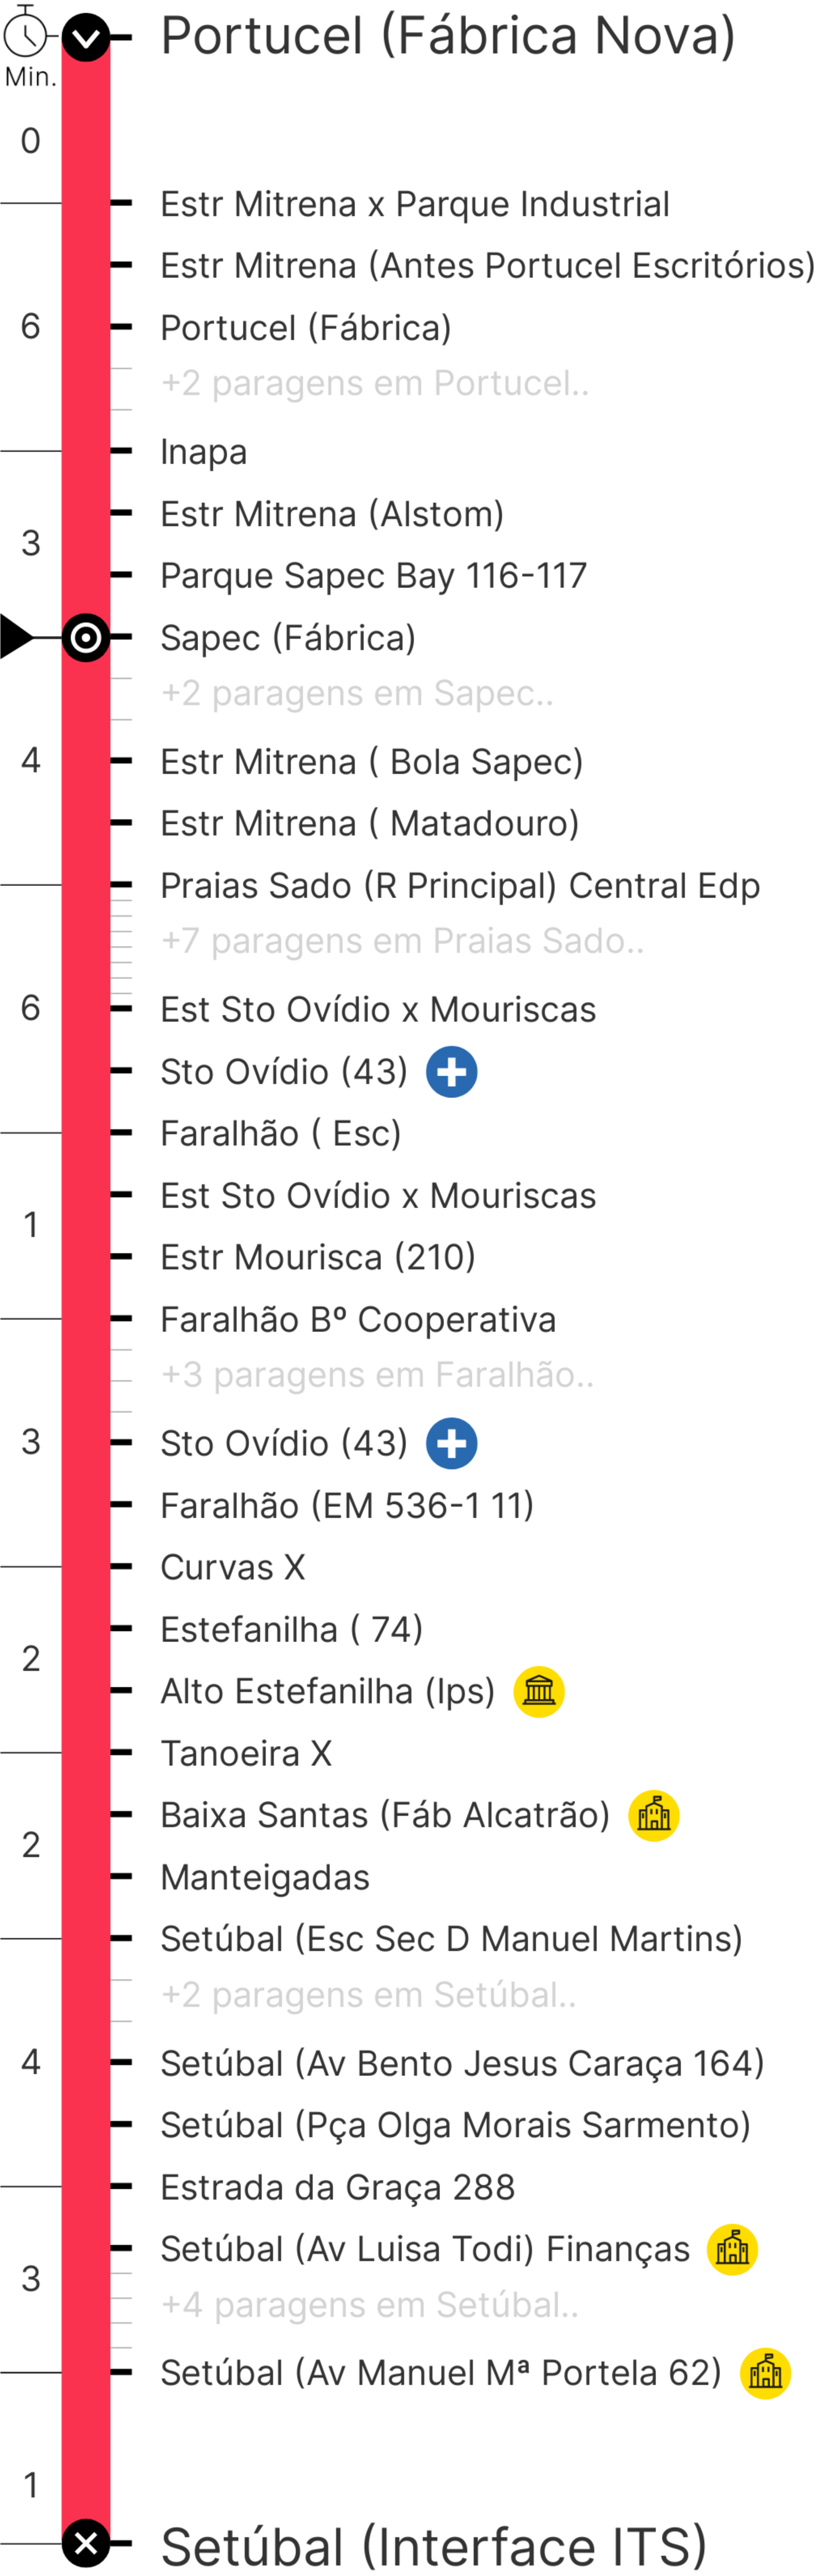 Portucel (Fábrica Nova)
Min.
0
Estr Mitrena x Parque Industrial
Estr Mitrena (Antes Portucel Escritórios)
6
Portucel (Fábrica)
+2 paragens em Portucel..
Inapa
Estr Mitrena (Alstom)
3
Parque Sapec Bay 116-117
Sapec (Fábrica)
+2 paragens em Sapec..
4
Estr Mitrena ( Bola Sapec)
Estr Mitrena ( Matadouro)
Praias Sado (R Principal) Central Edp
+7 paragens em Praias Sado..
6
Est Sto Ovídio x Mouriscas
Sto Ovídio (43)
Faralhão ( Esc)
Est Sto Ovídio x Mouriscas
1
Estr Mourisca (210)
Faralhão Bº Cooperativa
+3 paragens em Faralhão..
3
Sto Ovídio (43)
Faralhão (EM 536-1 11)
Curvas X
Estefanilha ( 74)
2
Alto Estefanilha (Ips)
Tanoeira X
Baixa Santas (Fáb Alcatrão)
2
Manteigadas
Setúbal (Esc Sec D Manuel Martins)
+2 paragens em Setúbal..
4
Setúbal (Av Bento Jesus Caraça 164)
Setúbal (Pça Olga Morais Sarmento)
Estrada da Graça 288
Setúbal (Av Luisa Todi) Finanças
3
+4 paragens em Setúbal..
Setúbal (Av Manuel Mª Portela 62)
1
Setúbal (Interface ITS)